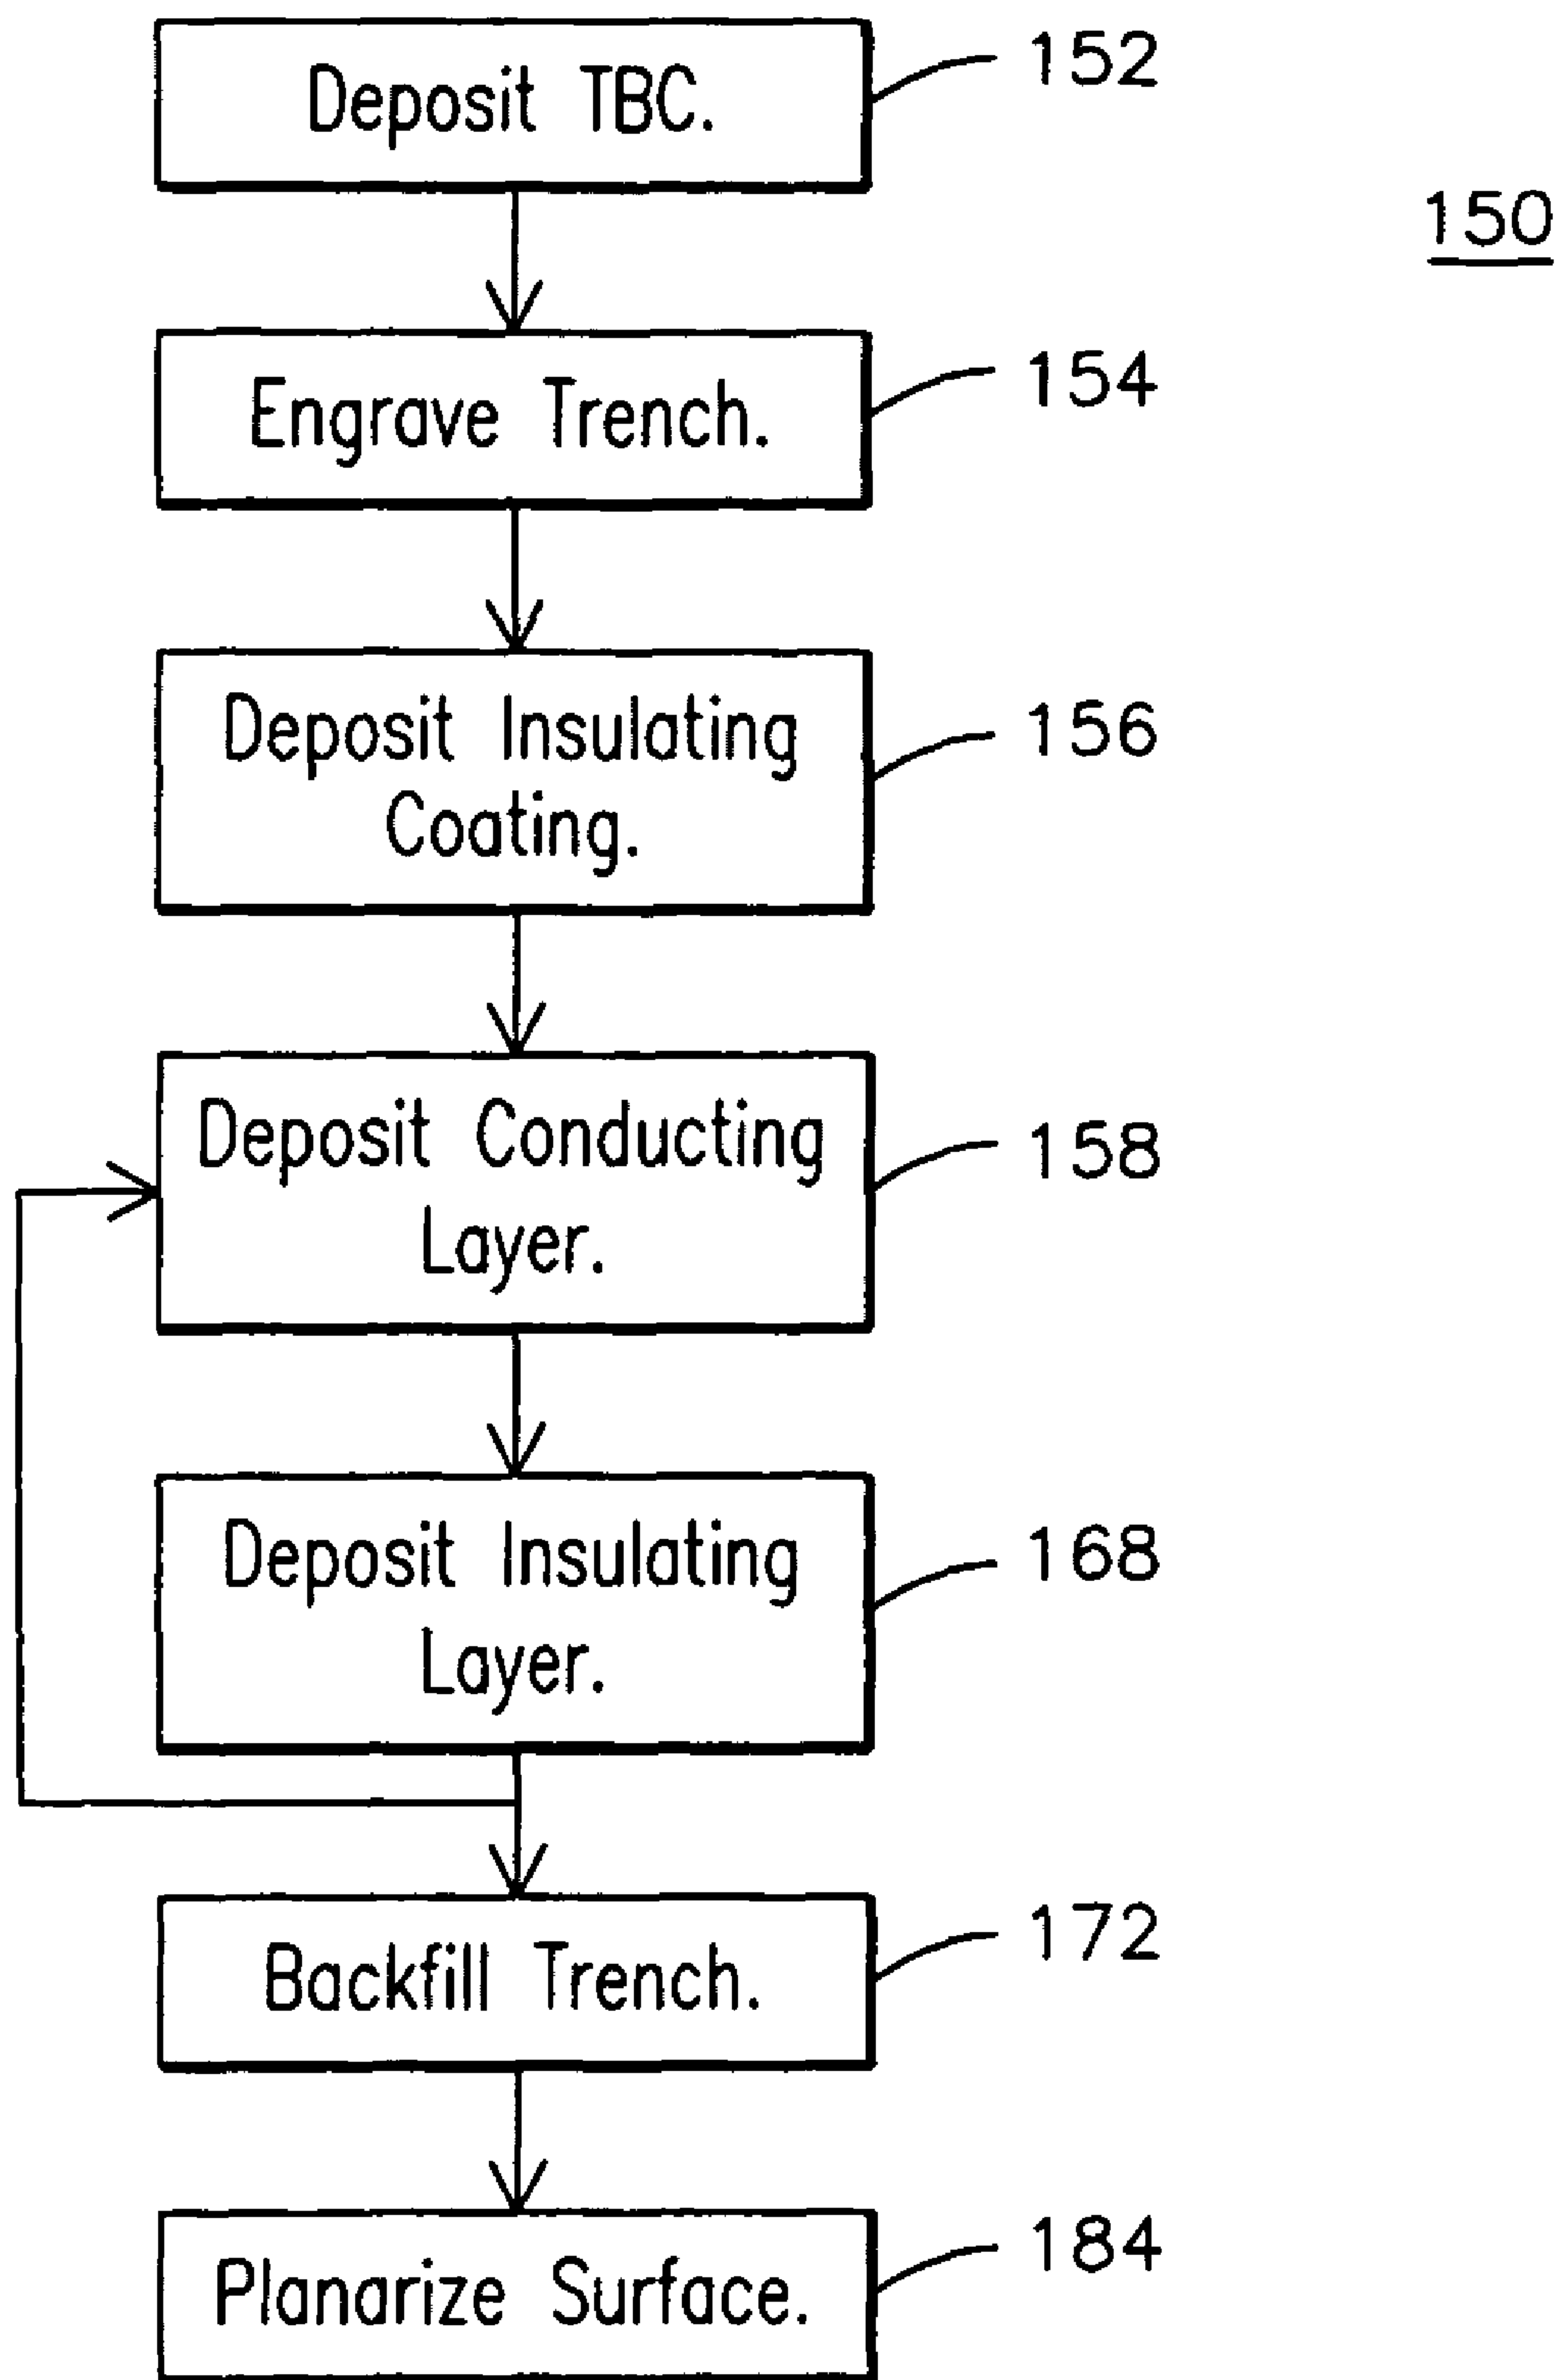 Deposit TBC.
152
150
Engrave Trench.
154
Deposit Insulating
Coating.
156
Deposit Conducting
Layer.
158
Deposit Insulating
Layer.
168
Backfill Trench.
172
Planarize Surface.
184